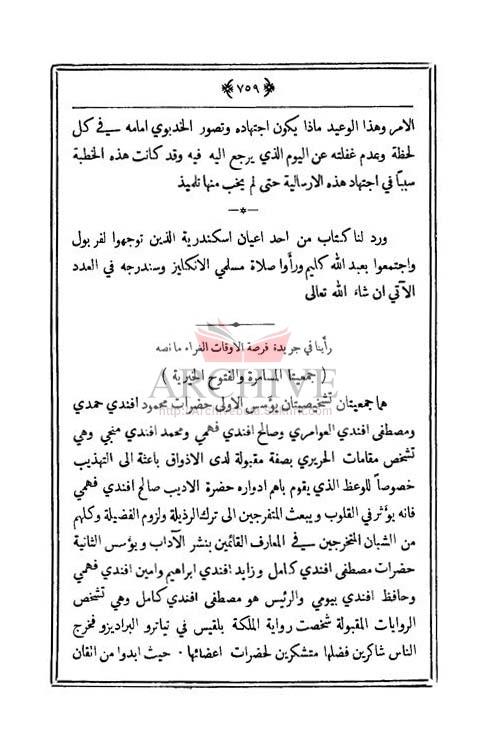 ٧٥٩
الامر وهذا الوعيد ماذا يكون اجتهاده وتصور الخديوي امامه في كل
لحظة وعدم غفلته عن اليوم الذي يرجع اليه فيه وقد كانت هذه الخطبة
سببا في اجتهاد هذه الارسالية حتى لم يخب منها تلميذ
ورد لنا كتاب من احد اعيان اسكندرية الذين توجهوا لفربول
واجتمعوا بعبد الله كليم ورأوا صلاة مسلمي الانكليز وسندرجه في العدد
الآتي ان شاء الله تعالى
رأينا في جريدة فرصة الاوقات الغراء ما نصه
( جمعيتا المسامرة والفتوح الخيرية )
ARCHIVE
هما جمعيتان تشخيصيتان يؤسس الاولى حضرات محمود افندي حمدي
ومصطفى افندي العوامري وصالح افندي فهمي ومحمد افندي منجي وهي
تشخص مقامات الحريري بصفة مقبولة لدى الاذواق باعثة الى التهذيب
خصوصاً للوعظ الذي يقوم باهم ادواره حضرة الاديب صالح افندي فهمي
فانه يؤثر في القلوب ويبعث المتفرجين الى ترك الرذيلة ولزوم الفضيلة وكلهم
من الشبان المتخرجين في المعارف القائمين بنشر الآداب ويؤسس الثانية
حضرات مصطفى افندي كامل وزايد افندي ابراهيم وامين افندي فهمي
وحافظ افندي بيومي والرئيس هو مصطفى افندي كامل وهي تشخص
الروايات المقبولة شخصت رواية الملكة بلقيس في تياترو البراديزو فخرج
الناس شاكرين فضلها متشكرين لحضرات اعضائها . حيث ابدوا من اتقان